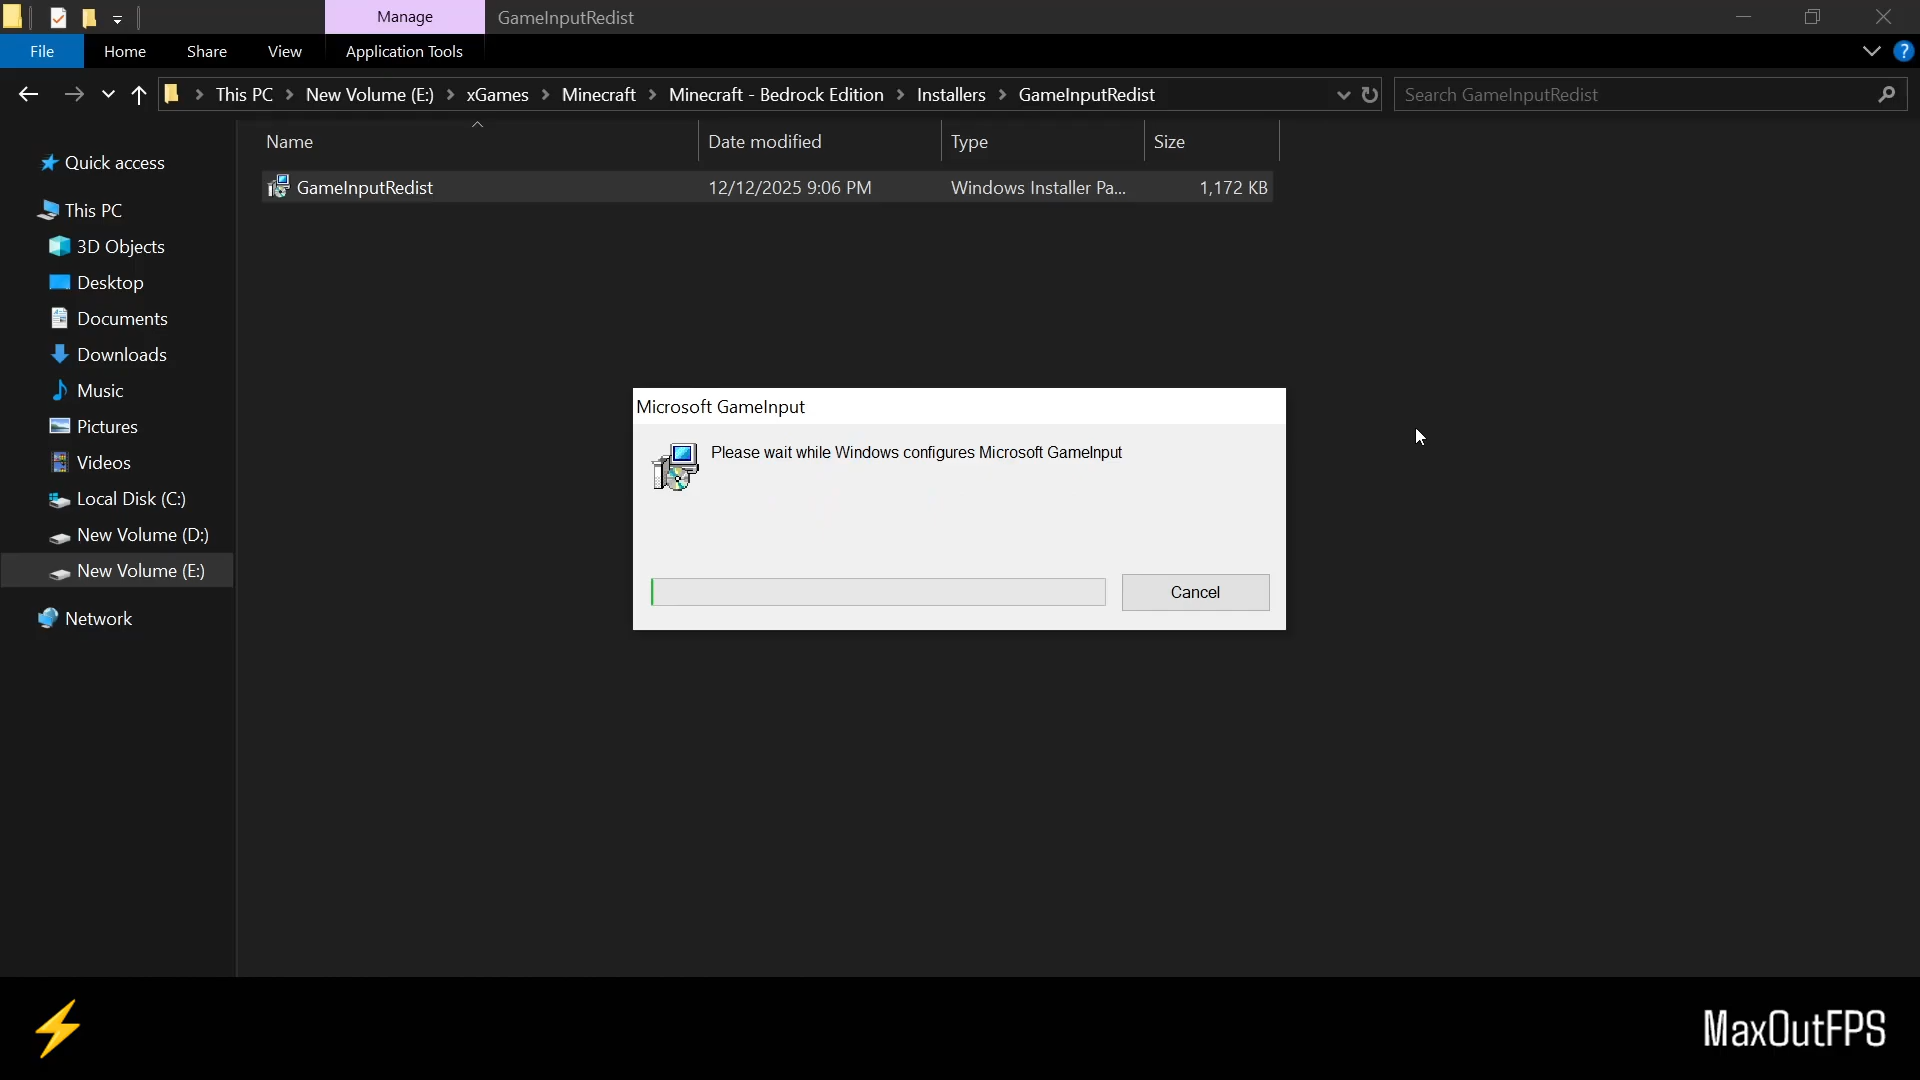 Manage
GameInputRedist
File
Home
Share
View
Application Tools
?
This PC
New Volume (E:)
xGames
Minecraft
Minecraft - Bedrock Edition
Installers
GameInputRedist
Search GameInputRedist
Name
Date modified
Type
Size
GameInputRedist
12/12/2025 9:06 PM
Windows Installer Pa...
1,172 KB
Quick access
This PC
3D Objects
Desktop
Documents
Downloads
Music
Pictures
Videos
Local Disk (C:)
New Volume (D:)
New Volume (E:)
Network
Microsoft GameInput
Please wait while Windows configures Microsoft GameInput
Cancel
MaxOutFPS